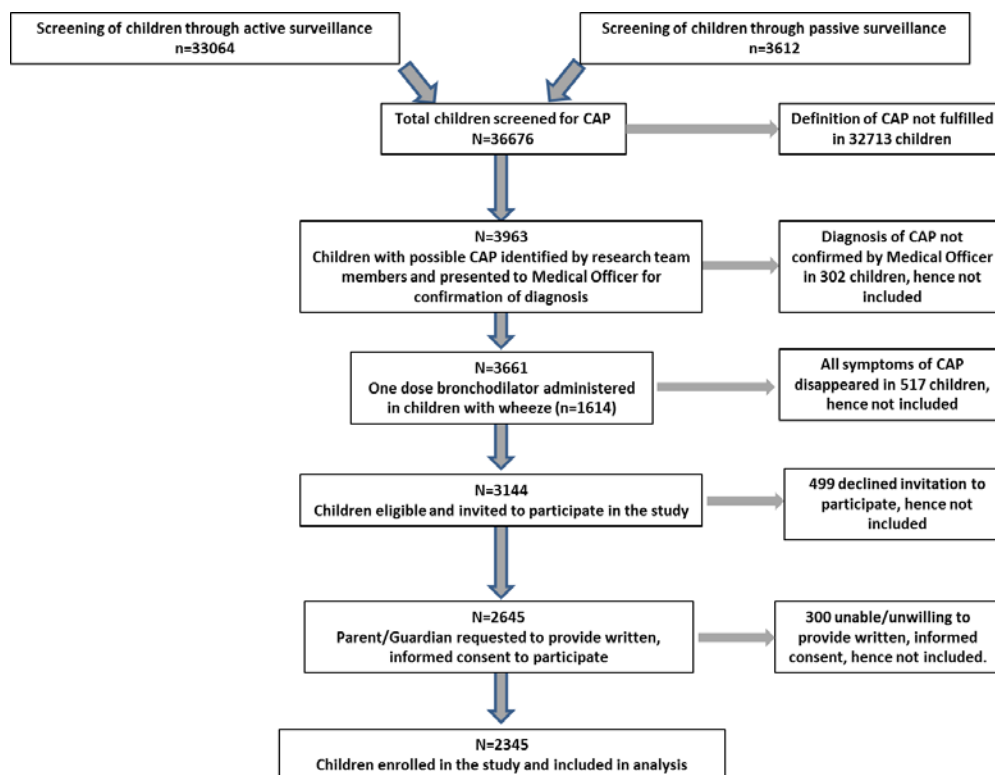 Screening of children through active surveillance
n=33064
Screening of children through passive surveillance
n=3612
Total children screened for CAP
N=36676
Definition of CAP not fulfilled
in 32713 children
N=3963
Children with possible CAP identified by research team
members and presented to Medical Officer for
confirmation of diagnosis
Diagnosis of CAP not
confirmed by Medical Officer
in 302 children, hence not
included
N=3661
One dose bronchodilator administered
in children with wheeze (n=1614)
All symptoms of CAP
disappeared in 517 children,
hence not included
N=3144
Children eligible and invited to participate in the study
499 declined invitation to
participate, hence not
included
N=2645
Parent/Guardian requested to provide written,
informed consent to participate
300 unable/unwilling to
provide written, informed
consent, hence not included.
N=2345
Children enrolled in the study and included in analysis